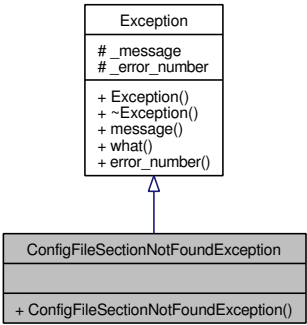 Exception
# _message
# _error_number
+ Exception()
+ ~Exception()
+ message()
+ what()
+ error_number()
ConfigFileSectionNotFoundException
+ ConfigFileSectionNotFoundException()